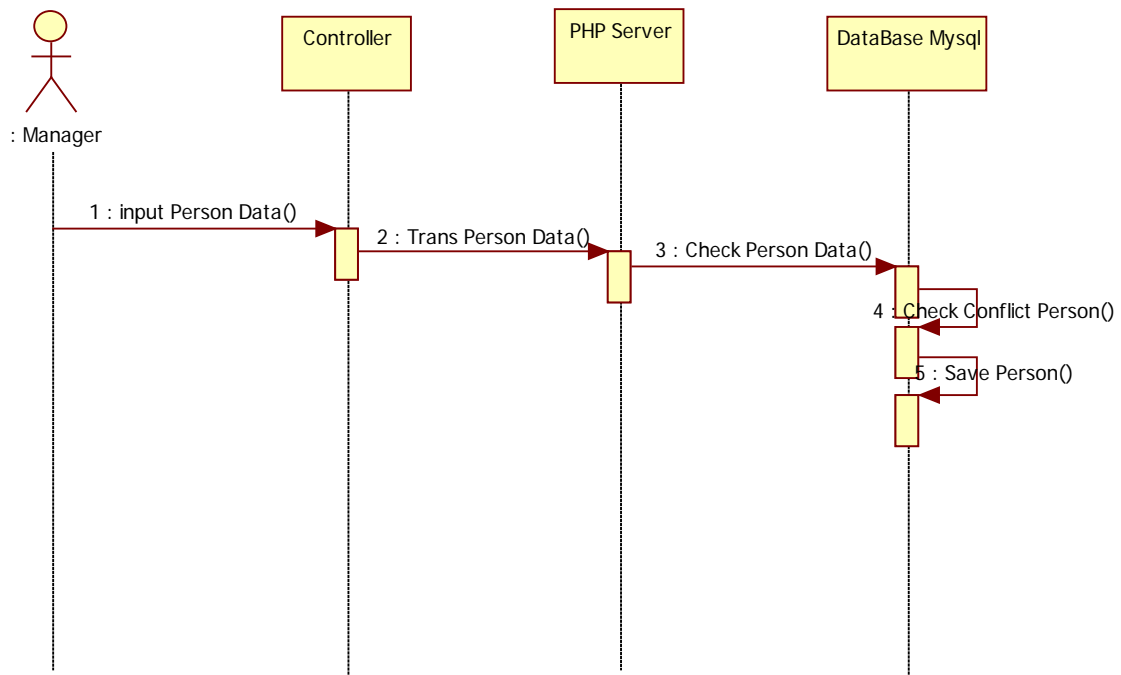 Controller
PHP Server
DataBase Mysql
: Manager
1 : input Person Data()
2 : Trans Person Data()
3 : Check Person Data()
4 : Check Conflict Person()
5 : Save Person()